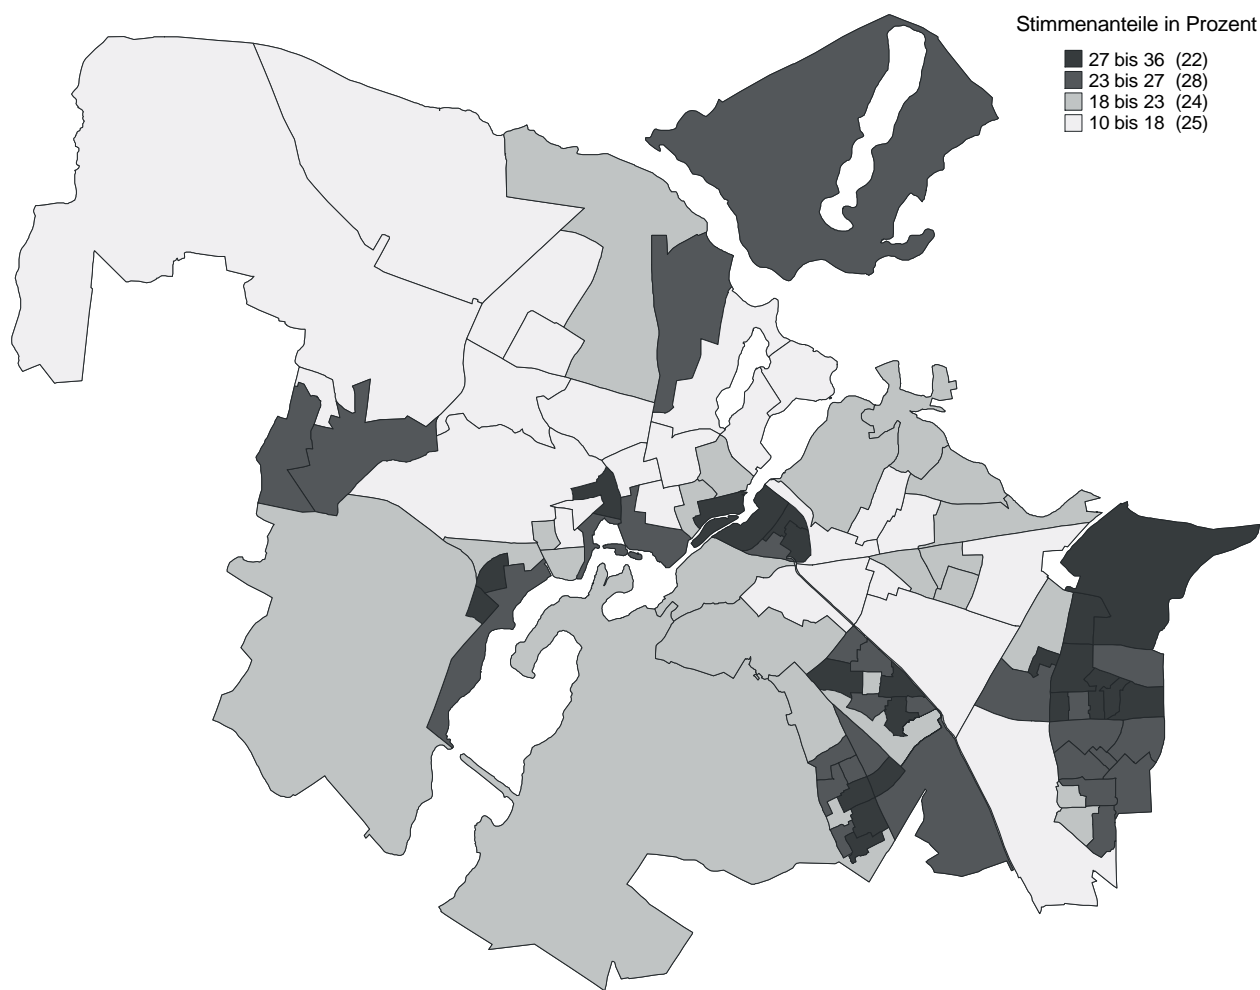 Stimmenanteile in Prozent
27 bis 36 (22)
23 bis 27 (28)
18 bis 23 (24)
10 bis 18 (25)